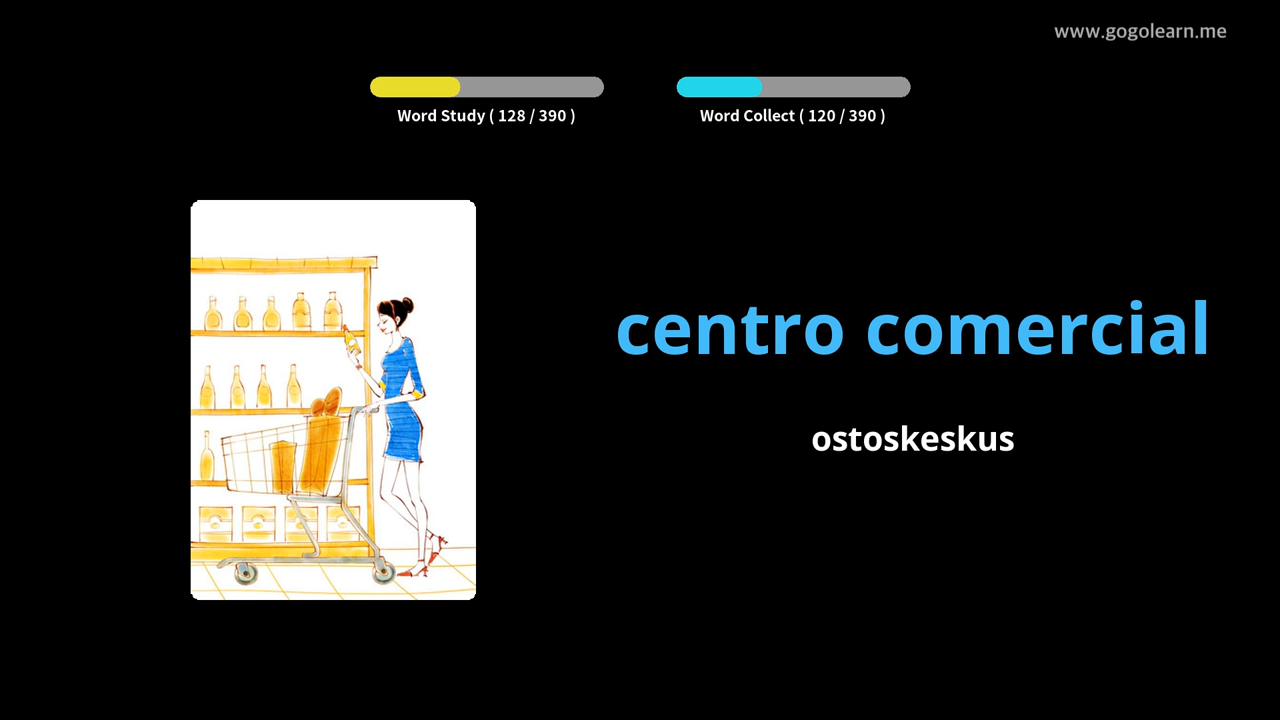 www.gogolearn.me
Word Study ( 128 / 390 )
Word Collect ( 120 / 390 )
centro comercial
ostoskeskus